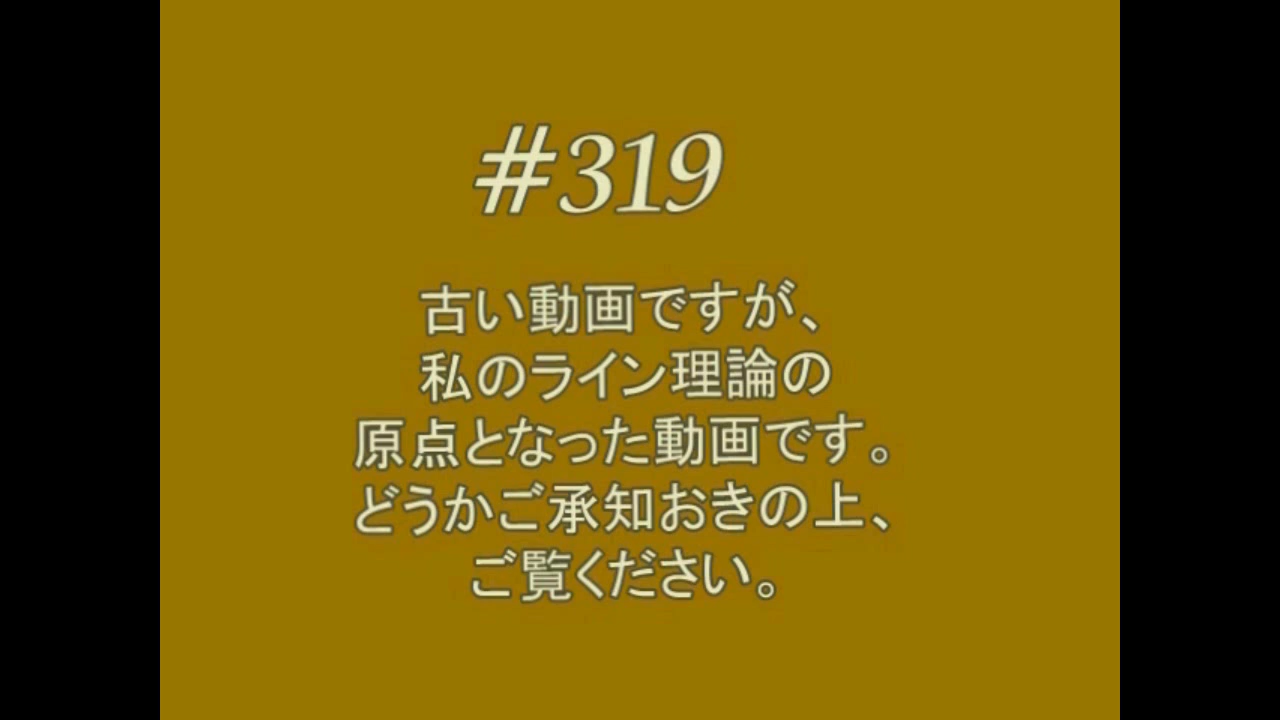 #319
古い動画ですが、
私のライン理論の
原点となった動画です。
どうかご承知おきの上、
ご覧ください。